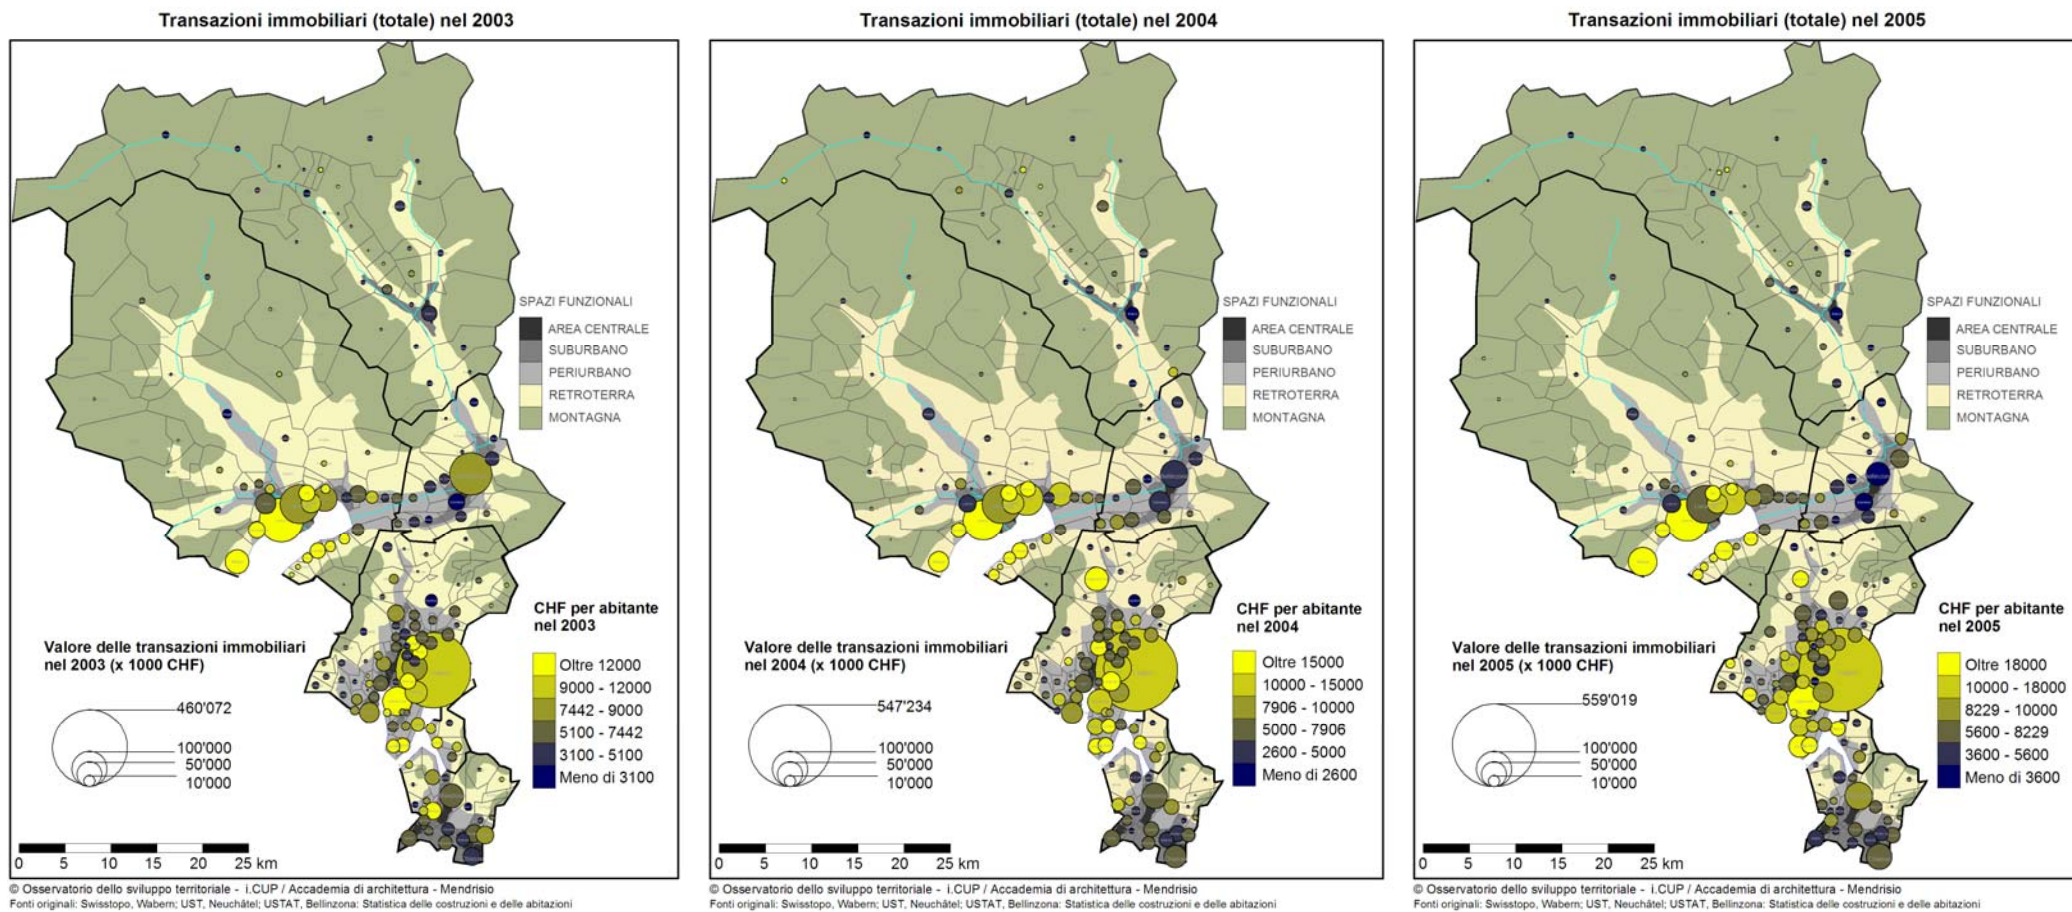 Transazioni immobiliari (totale) nel 2003
SPAZI FUNZIONALI
AREA CENTRALE
SUBURBANO
PERIURBANO
RETROTERRA
MONTAGNA
CHF per abitante
nel 2003
Oltre 12000
9000 - 12000
7442 - 9000
5100 - 7442
3100 - 5100
Meno di 3100
Valore delle transazioni immobiliari
nel 2003 (x 1000 CHF)
460'072
100'000
50'000
10'000
0 5 10 15 20 25 km
© Osservatorio dello sviluppo territoriale - i.CUP / Accademia di architettura - Mendrisio
Fonti originali: Swisstopo, Wabern; UST, Neuchâtel; USTAT, Bellinzona: Statistica delle costruzioni e delle abitazioni
Transazioni immobiliari (totale) nel 2004
SPAZI FUNZIONALI
AREA CENTRALE
SUBURBANO
PERIURBANO
RETROTERRA
MONTAGNA
CHF per abitante
nel 2004
Oltre 15000
10000 - 15000
7906 - 10000
5000 - 7906
2600 - 5000
Meno di 2600
Valore delle transazioni immobiliari
nel 2004 (x 1000 CHF)
547'234
100'000
50'000
10'000
0 5 10 15 20 25 km
© Osservatorio dello sviluppo territoriale - i.CUP / Accademia di architettura - Mendrisio
Fonti originali: Swisstopo, Wabern; UST, Neuchâtel; USTAT, Bellinzona: Statistica delle costruzioni e delle abitazioni
Transazioni immobiliari (totale) nel 2005
SPAZI FUNZIONALI
AREA CENTRALE
SUBURBANO
PERIURBANO
RETROTERRA
MONTAGNA
CHF per abitante
nel 2005
Oltre 18000
10000 - 18000
8229 - 10000
5600 - 8229
3600 - 5600
Meno di 3600
Valore delle transazioni immobiliari
nel 2005 (x 1000 CHF)
559'019
100'000
50'000
10'000
0 5 10 15 20 25 km
© Osservatorio dello sviluppo territoriale - i.CUP / Accademia di architettura - Mendrisio
Fonti originali: Swisstopo, Wabern; UST, Neuchâtel; USTAT, Bellinzona: Statistica delle costruzioni e delle abitazioni